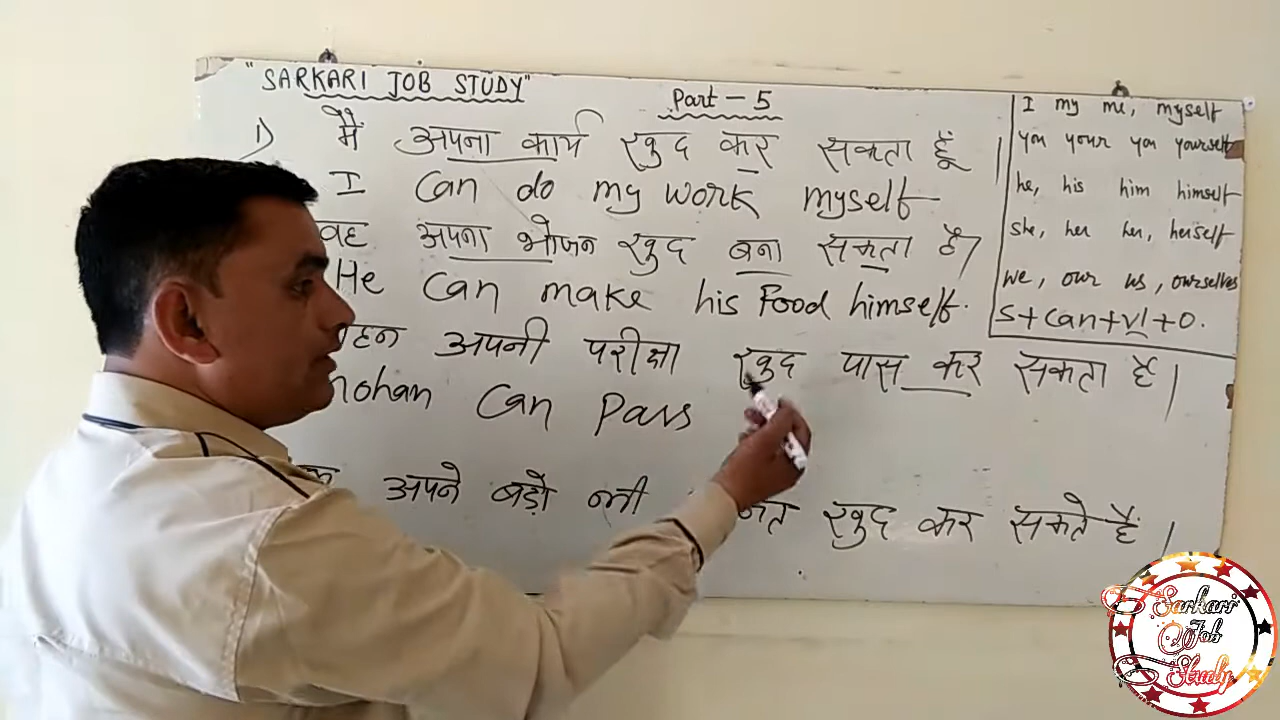 "SARKARI JOB STUDY"
Part - 5
1) मैं अपना कार्य खुद कर सकता हूँ |
I can do my work myself
वह अपना भोजन खुद बना सकता है |
He can make his Food himself.
अपनी परीक्षा खुद पास कर सकता है |
mohan can Pass
अपने बड़ो की खुद कर सकते हैं |
I my me, myself
you your you yourself
he, his him himself
she, her her, herself
we, our us, ourselves
S+can+v1+o.
Sarkari
Job
Study